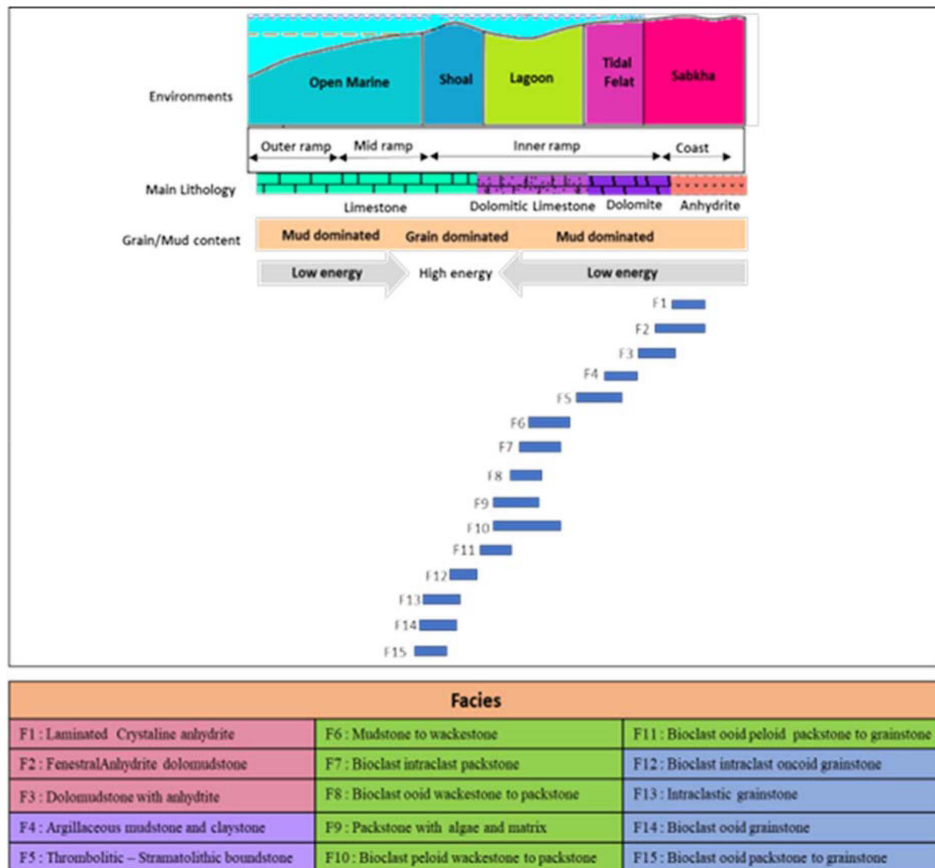 Environments
Open Marine
Shoal
Lagoon
Tidal
Felat
Sabkha
Outer ramp
Mid ramp
Inner ramp
Coast
Main Lithology
Limestone
Dolomitic Limestone
Dolomite
Anhydrite
Grain/Mud content
Mud dominated
Grain dominated
Mud dominated
Low energy
High energy
Low energy
F1
F2
F3
F4
F5
F6
F7
F8
F9
F10
F11
F12
F13
F14
F15
Facies
F1 : Laminated Crystaline anhydrite
F6 : Mudstone to wackestone
F11 : Bioclast ooid peloid packstone to grainstone
F2 : FenestralAnhydrite dolomudstone
F7 : Bioclast intraclast packstone
F12 : Bioclast intraclast oncoid grainstone
F3 : Dolomudstone with anhydtite
F8 : Bioclast ooid wackestone to packstone
F13 : Intraclastic grainstone
F4 : Argillaceous mudstone and claystone
F9 : Packstone with algae and matrix
F14 : Bioclast ooid grainstone
F5 : Thrombolitic – Stramatolithic boundstone
F10 : Bioclast peloid wackestone to packstone
F15 : Bioclast ooid packstone to grainstone